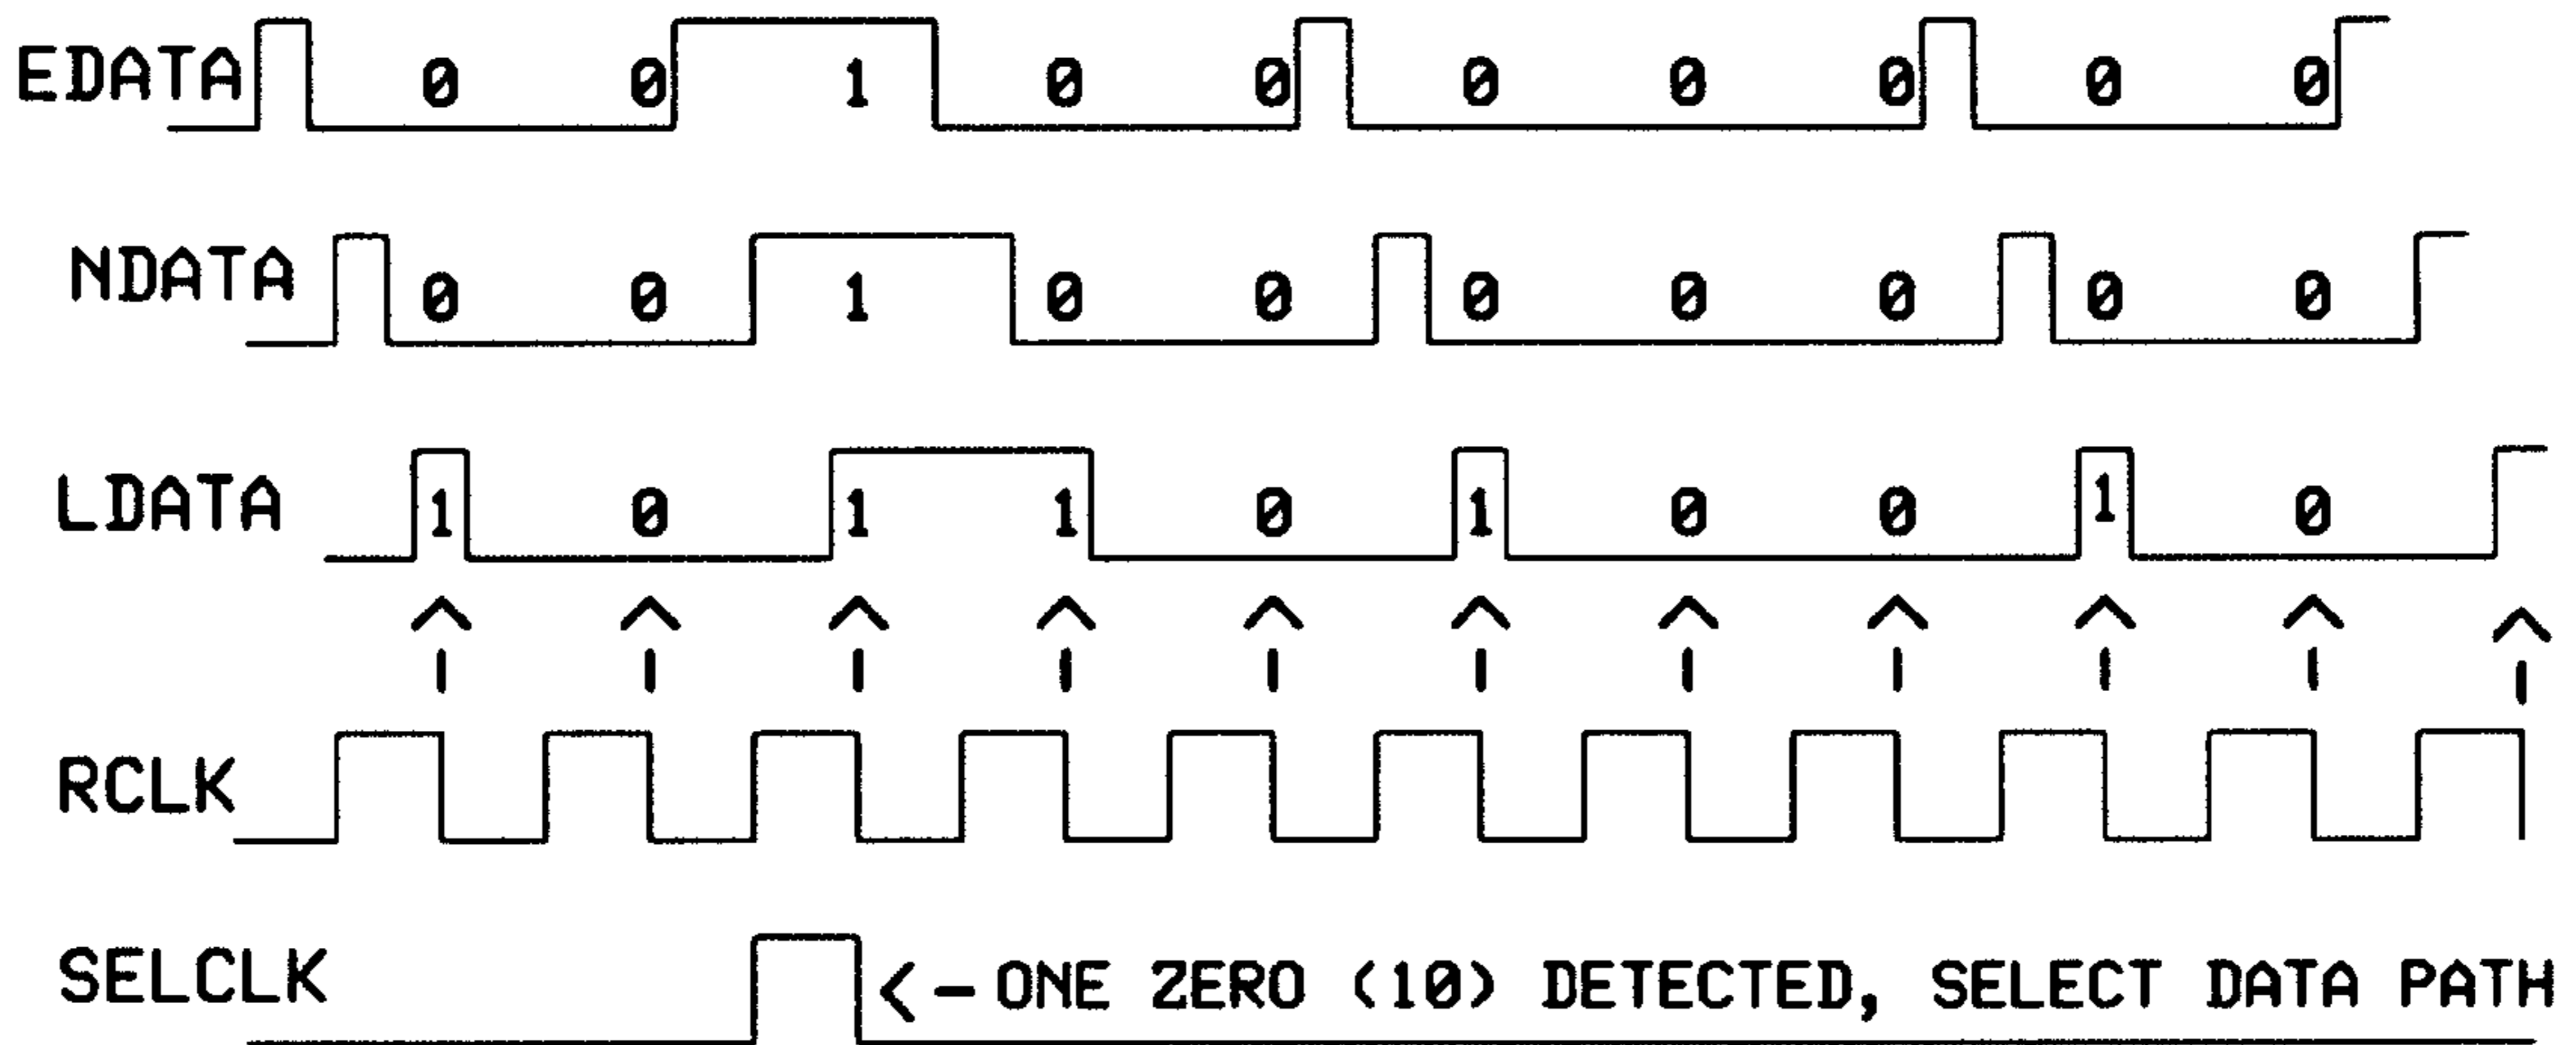 EDATA 0 0 1 0 0 0 0 0 0 0
NDATA 0 0 1 0 0 0 0 0 0 0
LDATA 1 0 1 1 0 1 0 0 1 0
RCLK
SELCLK <-ONE ZERO (10) DETECTED, SELECT DATA PATH